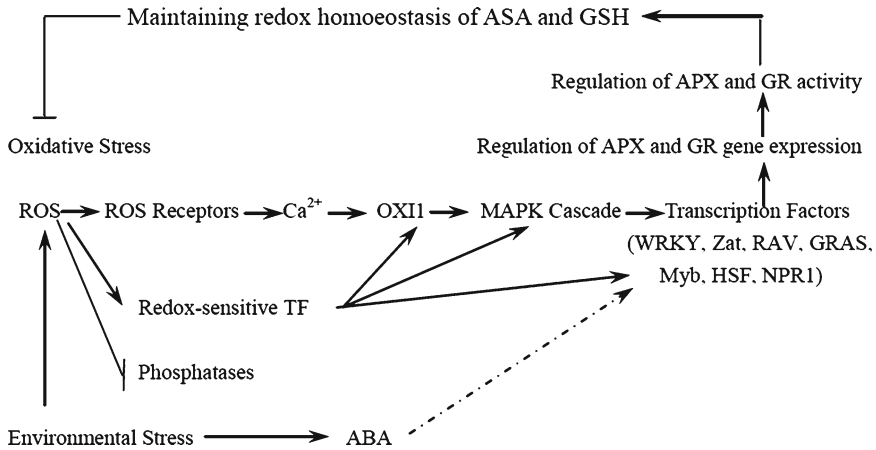 Maintaining redox homoeostasis of ASA and GSH
Regulation of APX and GR activity
Oxidative Stress
Regulation of APX and GR gene expression
ROS ROS Receptors Ca2+ OXI1 MAPK Cascade Transcription Factors
(WRKY, Zat, RAV, GRAS,
Myb, HSF, NPR1)
Redox-sensitive TF
Phosphatases
Environmental Stress ABA